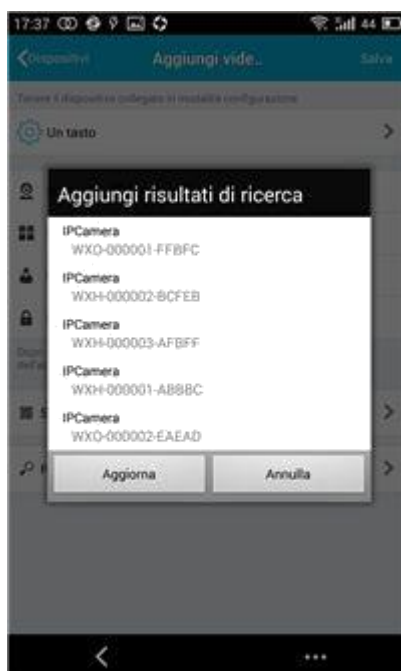 17:37
44
Dispositivi
Aggiungi vide..
Salva
Un tasto
Aggiungi risultati di ricerca
IPCamera
WXO-000001-FFBFC
IPCamera
WXH-000002-BCFEB
IPCamera
WXH-000003-AFBFF
IPCamera
WXH-000001-ABBBC
IPCamera
WXO-000002-EAEAD
Aggiorna
Annulla